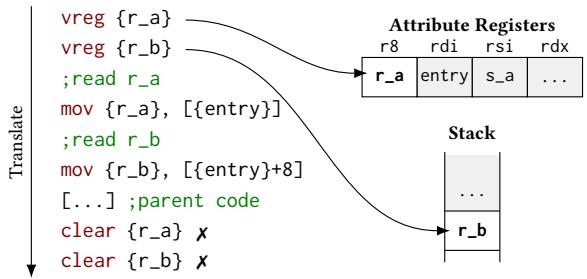 Translate
vreg {r_a}
vreg {r_b}
;read r_a
mov {r_a}, [{entry}]
;read r_b
mov {r_b}, [{entry}+8]
[...] ;parent code
clear {r_a} ✗
clear {r_b} ✗
Attribute Registers
r8 rdi rsi rdx
r_a entry s_a ...
Stack
...
r_b